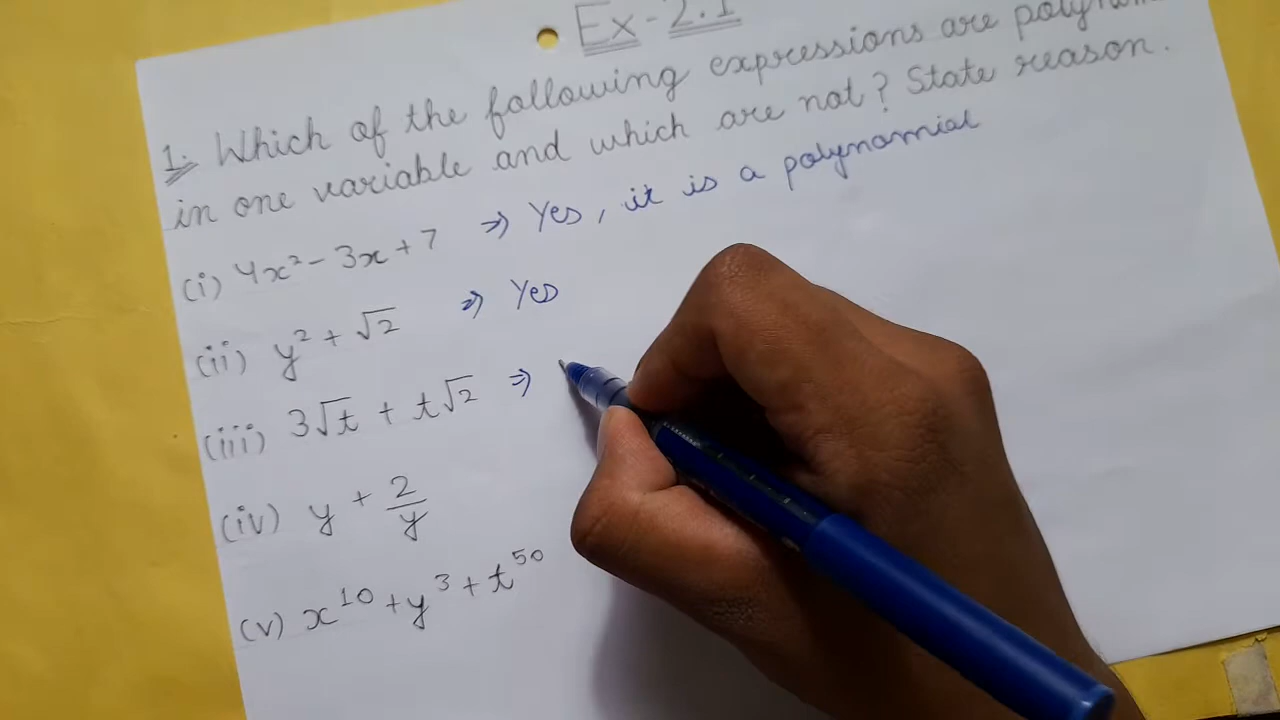 Ex-2.1
1. Which of the following expressions are
in one variable and which are not? State reason.
(i) 4x² - 3x + 7 ⇒ Yes, it is a polynomial
(ii) y² + √2 ⇒ Yes
(iii) 3√t + t√2 ⇒
(iv) y + 2/y
(v) x¹⁰ + y³ + t⁵⁰